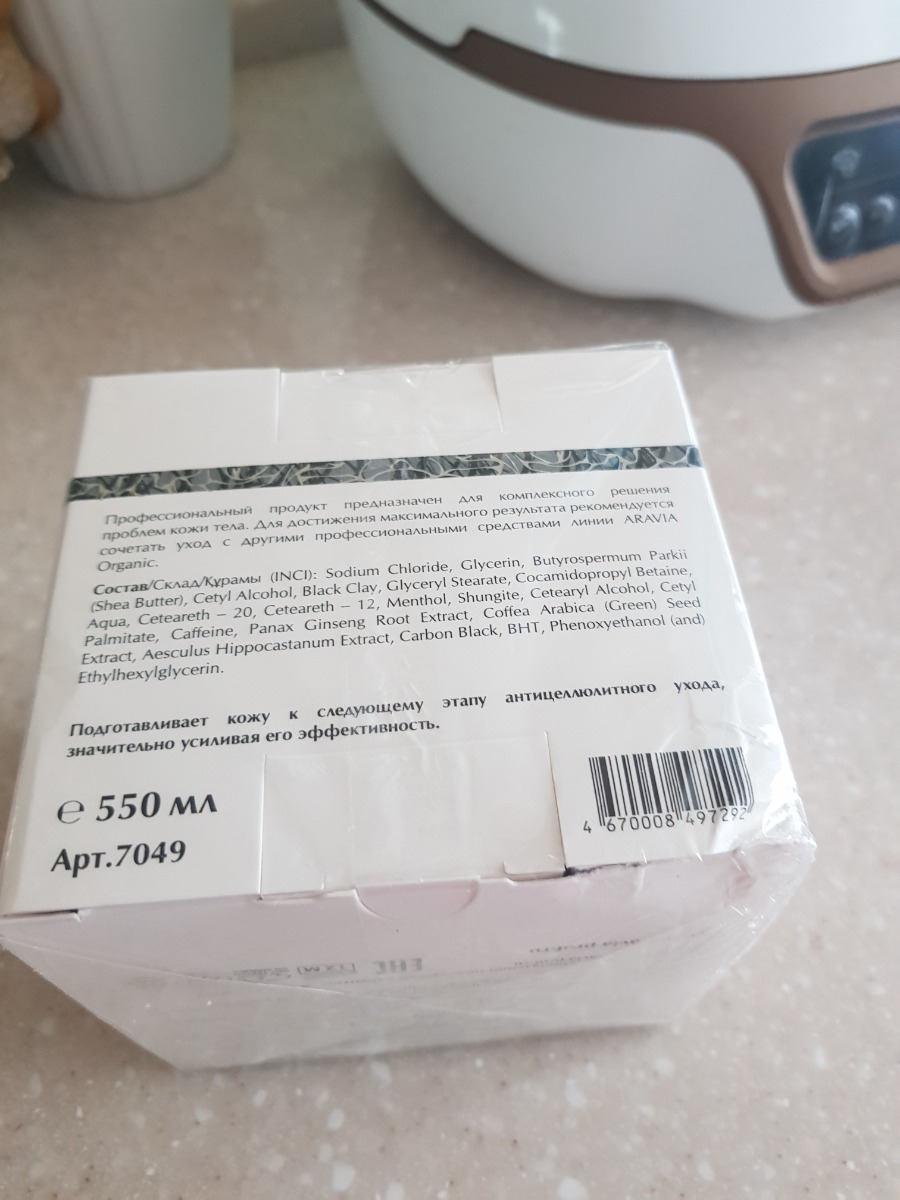 Профессиональный продукт предназначен для комплексного решения
проблем кожи тела. Для достижения максимального результата рекомендуется
сочетать уход с другими профессиональными средствами линии ARAVIA
Organic.
Состав/Склад/Құрамы (INCI): Sodium Chloride, Glycerin, Butyrospermum Parkii
(Shea Butter), Cetyl Alcohol, Black Clay, Glyceryl Stearate, Cocamidopropyl Betaine,
Aqua, Ceteareth – 20, Ceteareth – 12, Menthol, Shungite, Cetearyl Alcohol, Cetyl
Palmitate, Caffeine, Panax Ginseng Root Extract, Coffea Arabica (Green) Seed
Extract, Aesculus Hippocastanum Extract, Carbon Black, BHT, Phenoxyethanol (and)
Ethylhexylglycerin.
Подготавливает кожу к следующему этапу антицеллюлитного ухода,
значительно усиливая его эффективность.
℮ 550 мл
Арт.7049
4 670008 497292
EAC